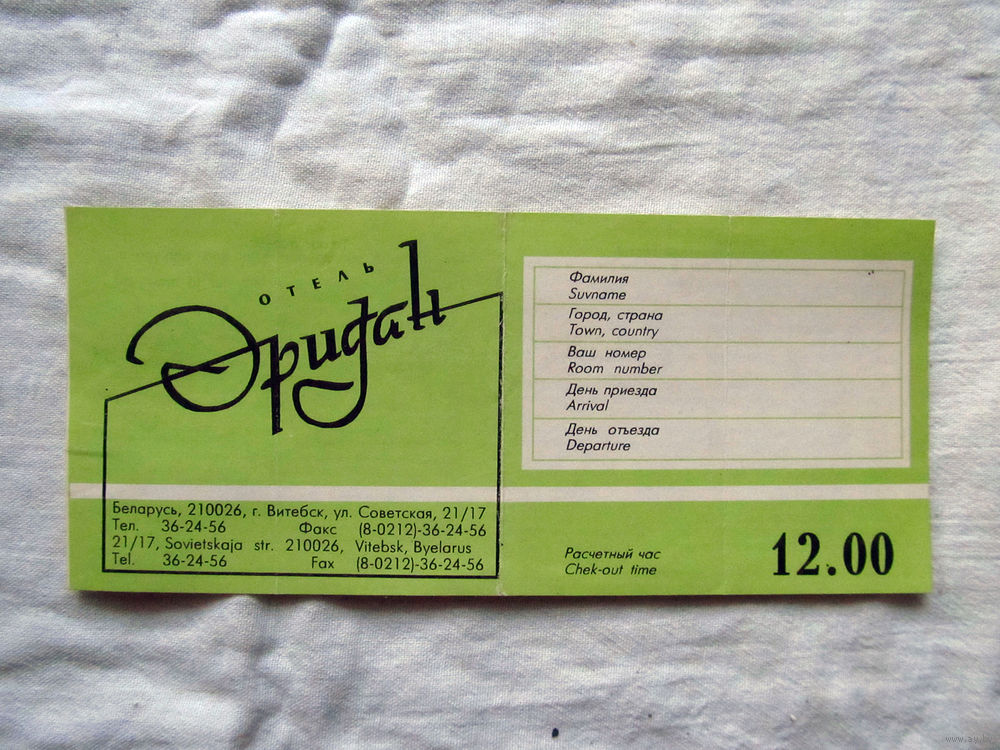 ОТЕЛЬ
Эридан
Беларусь, 210026, г. Витебск, ул. Советская, 21/17
Тел. 36-24-56 Факс (8-0212)-36-24-56
21/17, Sovietskaja str. 210026, Vitebsk, Byelarus
Tel. 36-24-56 Fax (8-0212)-36-24-56
Фамилия
Suvname
Город, страна
Town, country
Ваш номер
Room number
День приезда
Arrival
День отъезда
Departure
Расчетный час
Chek-out time
12.00